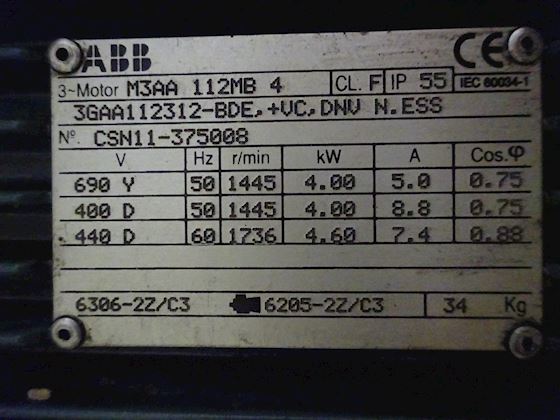 ABB CE
3~Motor M3AA 112MB 4 CL. F IP 55 IEC 60034-1
3GAA112312-BDE,+VC,DNV N.ESS
Nº. CSN11-375008
V Hz r/min kW A Cos.φ
690 Y 50 1445 4.00 5.0 0.75
400 D 50 1445 4.00 8.8 0.75
440 D 60 1736 4.60 7.4 0.88
6306-2Z/C3 6205-2Z/C3 34 Kg